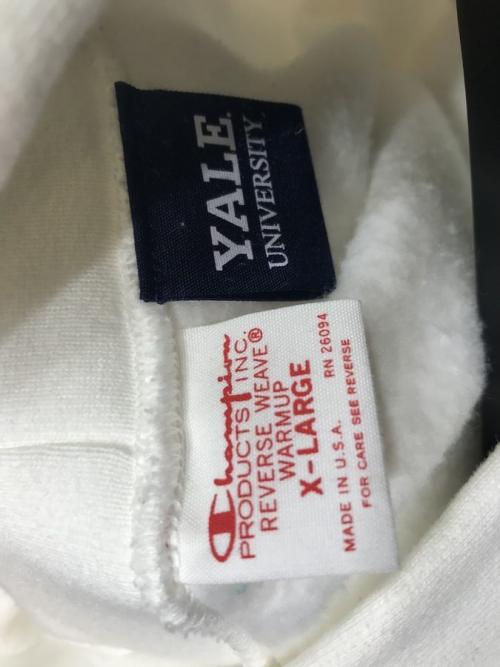 YALE
UNIVERSITY.
Champion
PRODUCTS INC.
REVERSE WEAVE®
WARMUP
X-LARGE
RN 26094
MADE IN U.S.A.
FOR CARE SEE REVERSE